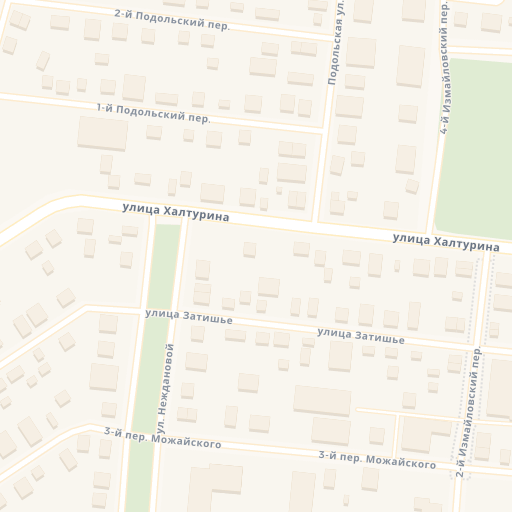 2-й Подольский пер.
Подольская ул.
4-й Измайловский пер.
1-й Подольский пер.
улица Халтурина
улица Халтурина
улица Затишье
улица Затишье
ул. Неждановой
2-й Измайловский пер.
3-й пер. Можайского
3-й пер. Можайского